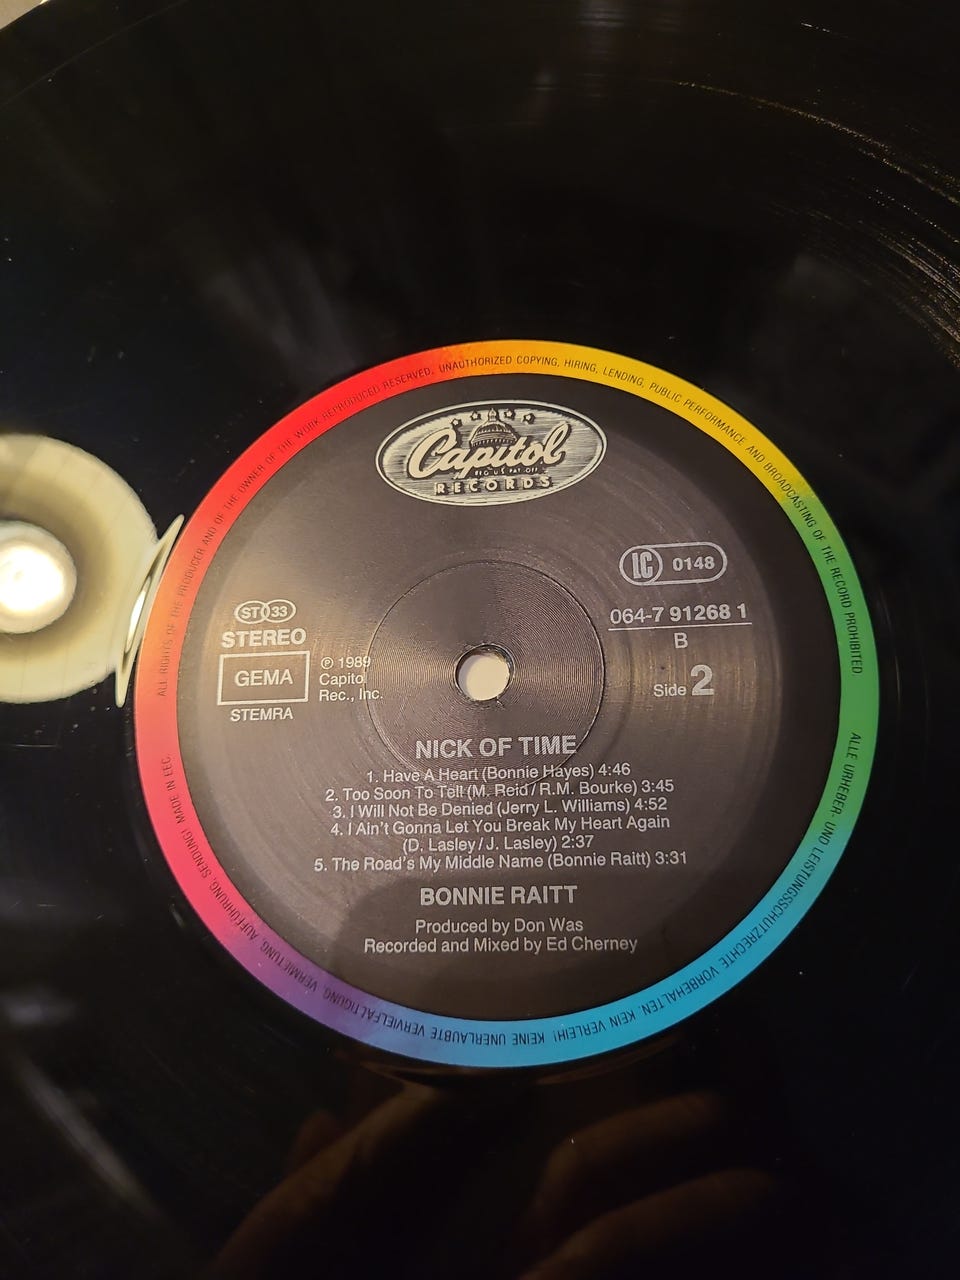 ALL RIGHTS OF THE PRODUCER AND OF THE OWNER OF THE WORK REPRODUCED RESERVED. UNAUTHORIZED COPYING, HIRING, LENDING, PUBLIC PERFORMANCE AND BROADCASTING OF THE RECORD PROHIBITED
Capitol
REG. U.S. PAT. OFF.
RECORDS
LC 0148
ST 33
STEREO
GEMA
STEMRA
℗ 1989
Capitol
Rec., Inc.
064-7 91268 1
B
Side 2
NICK OF TIME
1. Have A Heart (Bonnie Hayes) 4:46
2. Too Soon To Tell (M. Reid / R.M. Bourke) 3:45
3. I Will Not Be Denied (Jerry L. Williams) 4:52
4. I Ain't Gonna Let You Break My Heart Again
(D. Lasley / J. Lasley) 2:37
5. The Road's My Middle Name (Bonnie Raitt) 3:31
BONNIE RAITT
Produced by Don Was
Recorded and Mixed by Ed Cherney
ALLE URHEBER- UND LEISTUNGSSCHUTZRECHTE VORBEHALTEN. KEIN VERLEIH! KEINE UNERLAUBTE VERVIELFÄLTIGUNG, VERMIETUNG, AUFFÜHRUNG, SENDUNG! MADE IN EEC